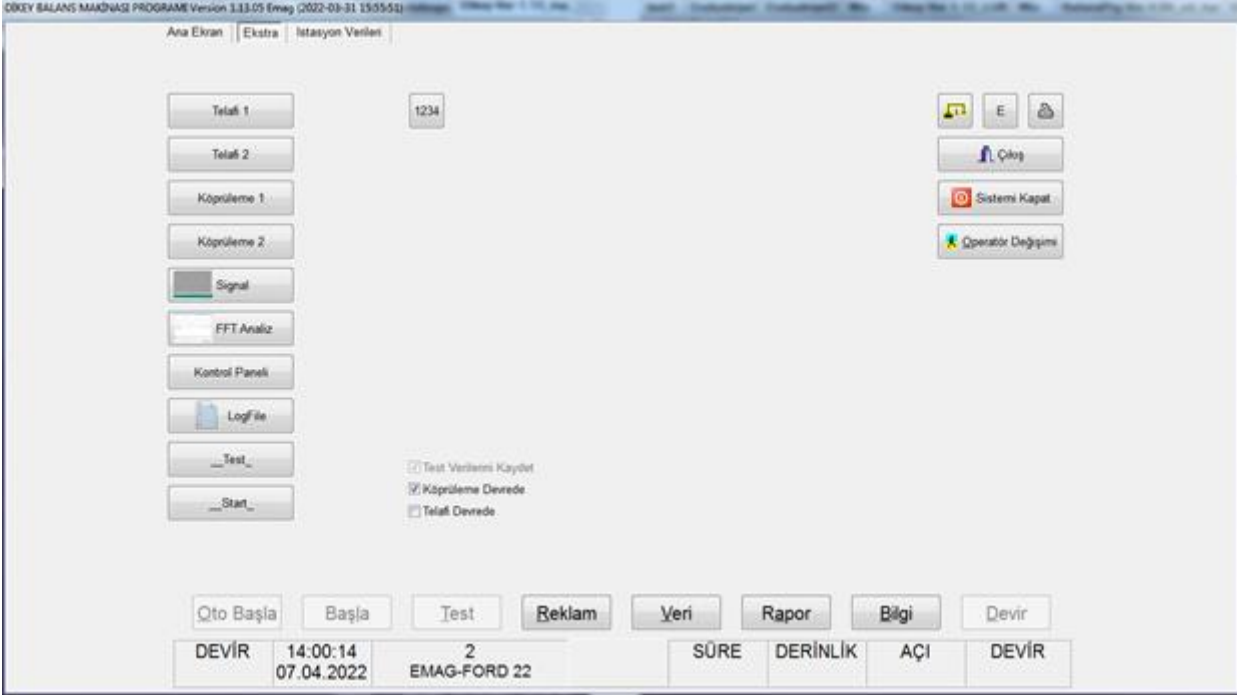 DİKEY BALANS MAKİNASI PROGRAMI Version 1.13.05 Emag (2022-03-31 15:55:51)
Ana Ekran Ekstra Istasyon Verileri
Telafi 1 1234 E
Telafi 2 Çıkış
Köprüleme 1 Sistemi Kapat
Köprüleme 2 Operatör Değişimi
Signal
FFT Analiz
Kontrol Paneli
LogFile
__Test_ Test Verilerini Kaydet
Köprüleme Devrede
__Start_ Telafi Devrede
Oto Başla Başla Test Reklam Veri Rapor Bilgi Devir
DEVİR 14:00:14 2 SÜRE DERİNLİK AÇI DEVİR
07.04.2022 EMAG-FORD 22